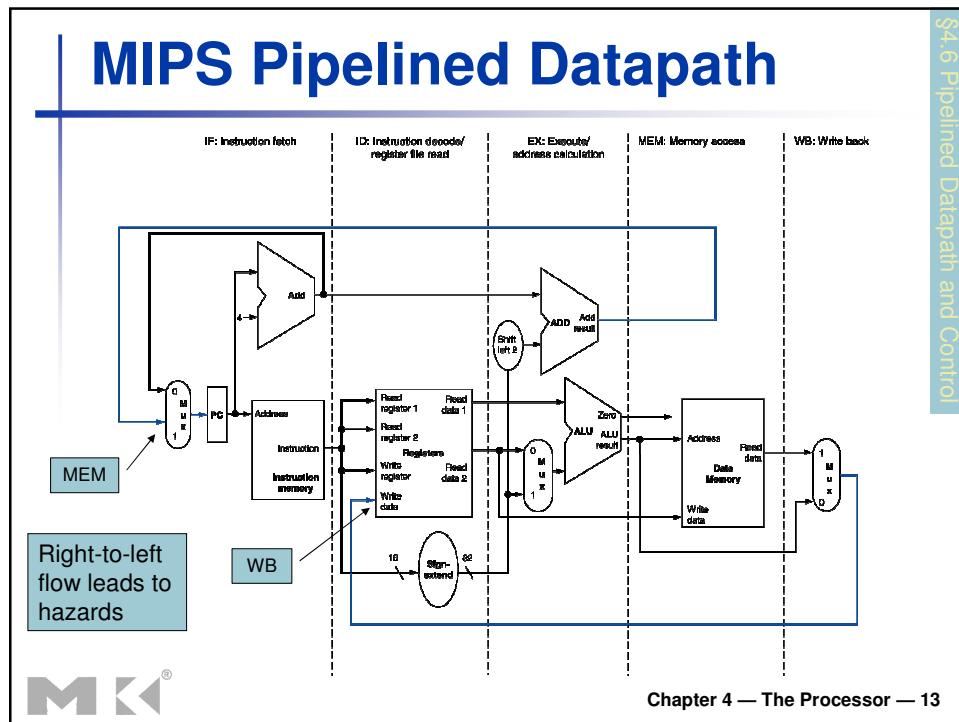 MIPS Pipelined Datapath
§4.6 Pipelined Datapath and Control
IF: Instruction fetch
ID: Instruction decode/
register file read
EX: Execute/
address calculation
MEM: Memory access
WB: Write back
Add
4
ADD
Add
result
Shift
left 2
0
M
u
x
1
PC
Address
Instruction
Instruction
memory
Read
register 1
Read
data 1
Read
register 2
Registers
Write
register
Read
data 2
Write
data
0
M
u
x
1
Zero
ALU
ALU
result
Address
Read
data
Data
Memory
Write
data
1
M
u
x
0
MEM
WB
16
Sign-
extend
32
Right-to-left
flow leads to
hazards
MK®
Chapter 4 — The Processor — 13